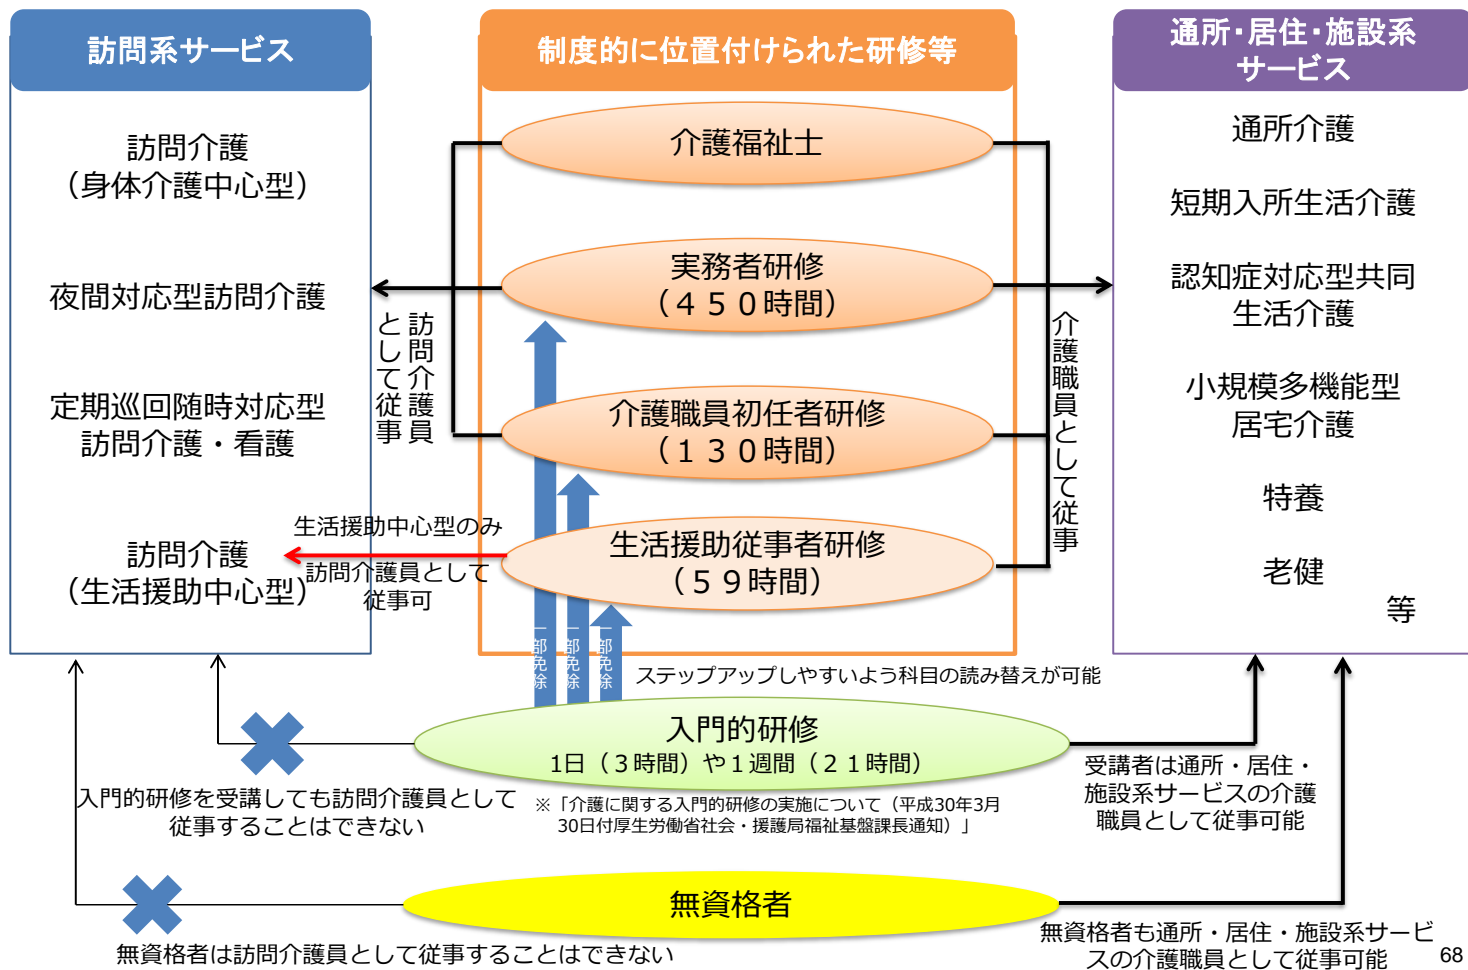 訪問系サービス
訪問介護
（身体介護中心型）
夜間対応型訪問介護
定期巡回随時対応型
訪問介護・看護
訪問介護
（生活援助中心型）
訪問介護員
として従事
生活援助中心型のみ
訪問介護員として
従事可
制度的に位置付けられた研修等
介護福祉士
実務者研修
（４５０時間）
介護職員初任者研修
（１３０時間）
生活援助従事者研修
（５９時間）
一部免除
一部免除
一部免除
ステップアップしやすいよう科目の読み替えが可能
介護職員として従事
通所・居住・施設系
サービス
通所介護
短期入所生活介護
認知症対応型共同
生活介護
小規模多機能型
居宅介護
特養
老健
等
入門的研修
1日（３時間）や１週間（２１時間）
※「介護に関する入門的研修の実施について（平成30年3月
30日付厚生労働省社会・援護局福祉基盤課長通知）」
入門的研修を受講しても訪問介護員として
従事することはできない
受講者は通所・居住・
施設系サービスの介護
職員として従事可能
無資格者
無資格者は訪問介護員として従事することはできない
無資格者も通所・居住・施設系サービ
スの介護職員として従事可能
68